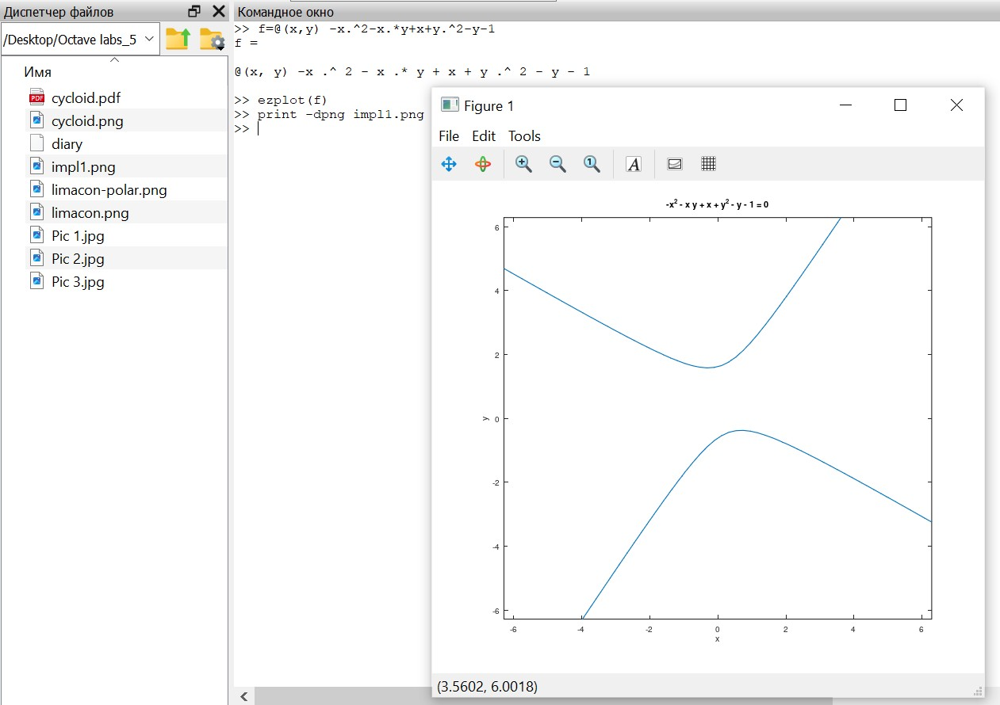 Диспетчер файлов
/Desktop/Octave labs_5
Имя
cycloid.pdf
cycloid.png
diary
impl1.png
limacon-polar.png
limacon.png
Pic 1.jpg
Pic 2.jpg
Pic 3.jpg
Командное окно
>> f=@(x,y) -x.^2-x.*y+x+y.^2-y-1
f =
@(x, y) -x .^ 2 - x .* y + x + y .^ 2 - y - 1
>> ezplot(f)
>> print -dpng impl1.png
>>
Figure 1
File Edit Tools
-x² - x y + x + y² - y - 1 = 0
6
4
2
0
-2
-4
-6
y
-6 -4 -2 0 2 4 6
x
(3.5602, 6.0018)